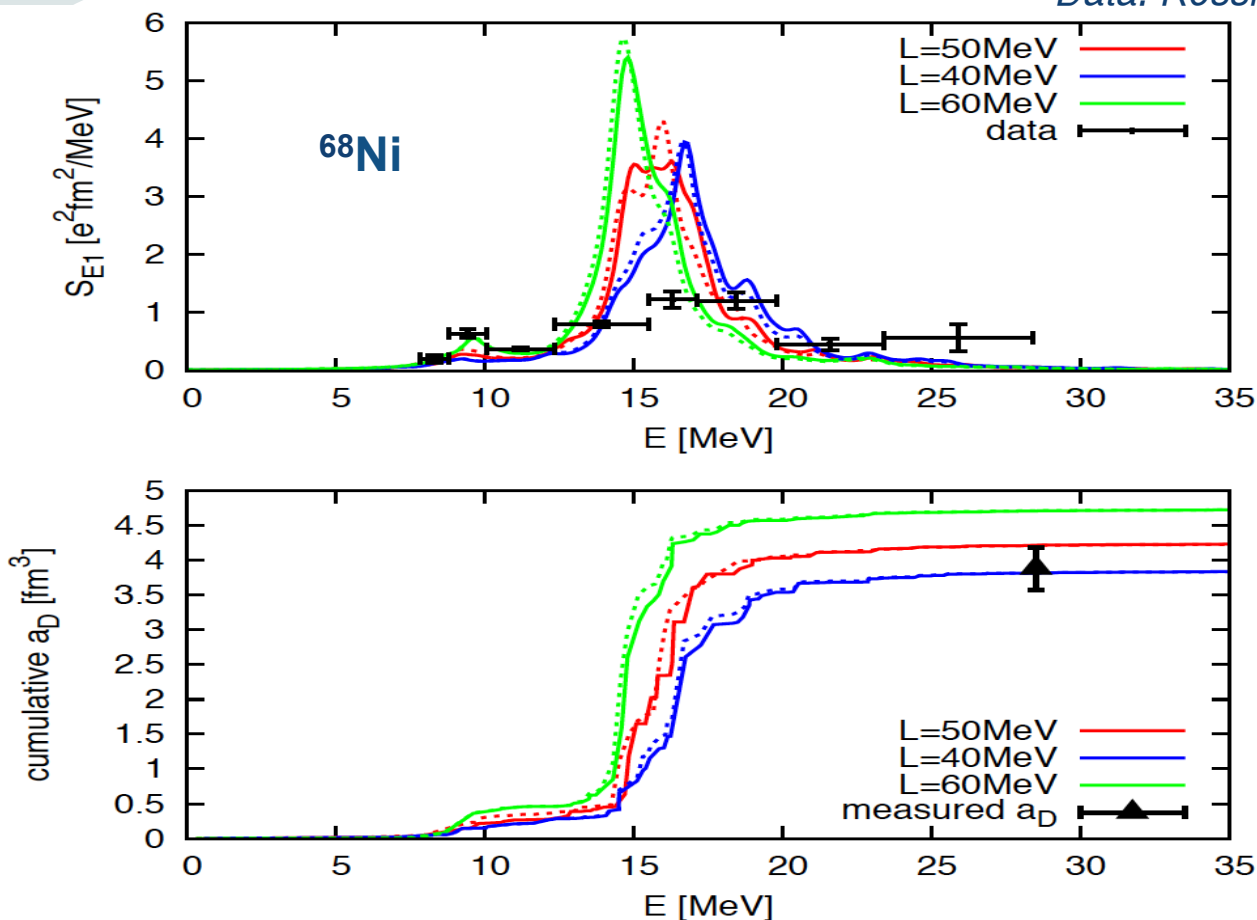 Data: Rossi
6
5
4
3
2
1
0
S_E1 [e²fm²/MeV]
⁶⁸Ni
L=50MeV
L=40MeV
L=60MeV
data
0 5 10 15 20 25 30 35
E [MeV]
5
4.5
4
3.5
3
2.5
2
1.5
1
0.5
0
cumulative a_D [fm³]
L=50MeV
L=40MeV
L=60MeV
measured a_D
0 5 10 15 20 25 30 35
E [MeV]